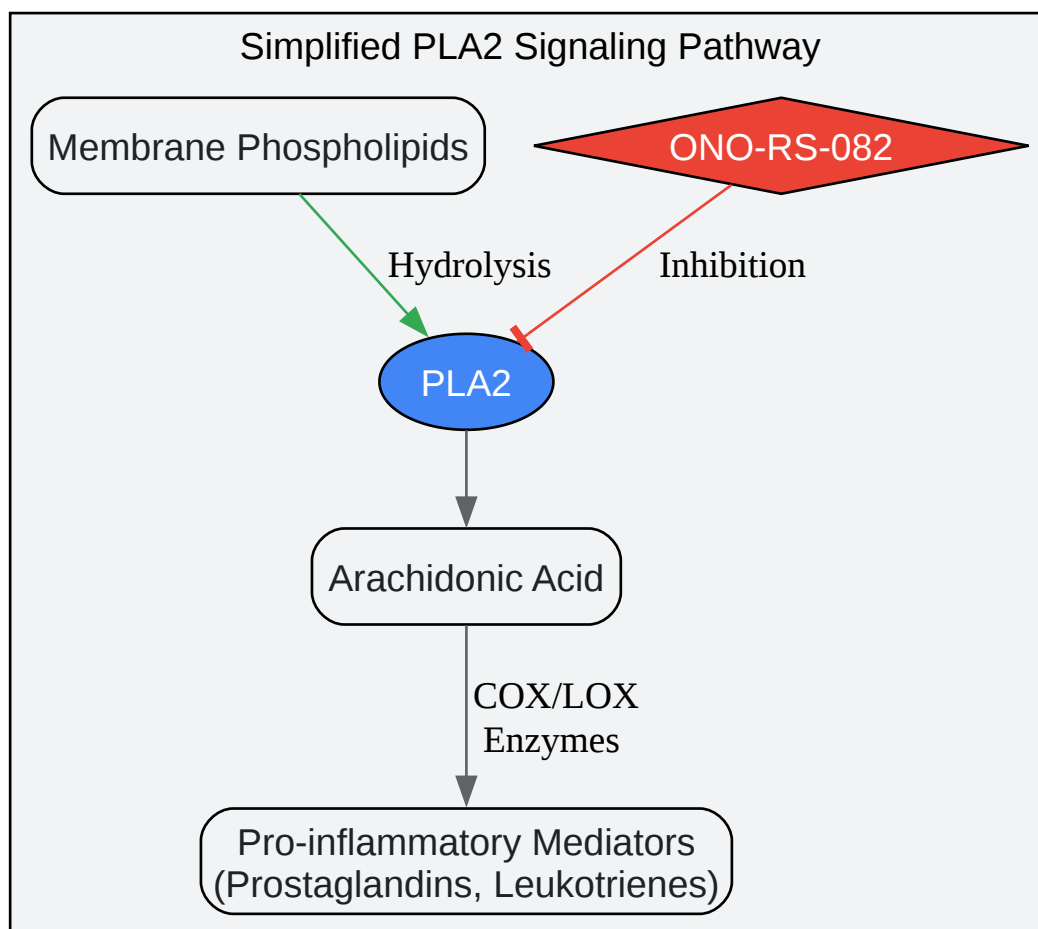 Simplified PLA2 Signaling Pathway
Membrane Phospholipids
ONO-RS-082
Hydrolysis
Inhibition
PLA2
Arachidonic Acid
COX/LOX
Enzymes
Pro-inflammatory Mediators
(Prostaglandins, Leukotrienes)